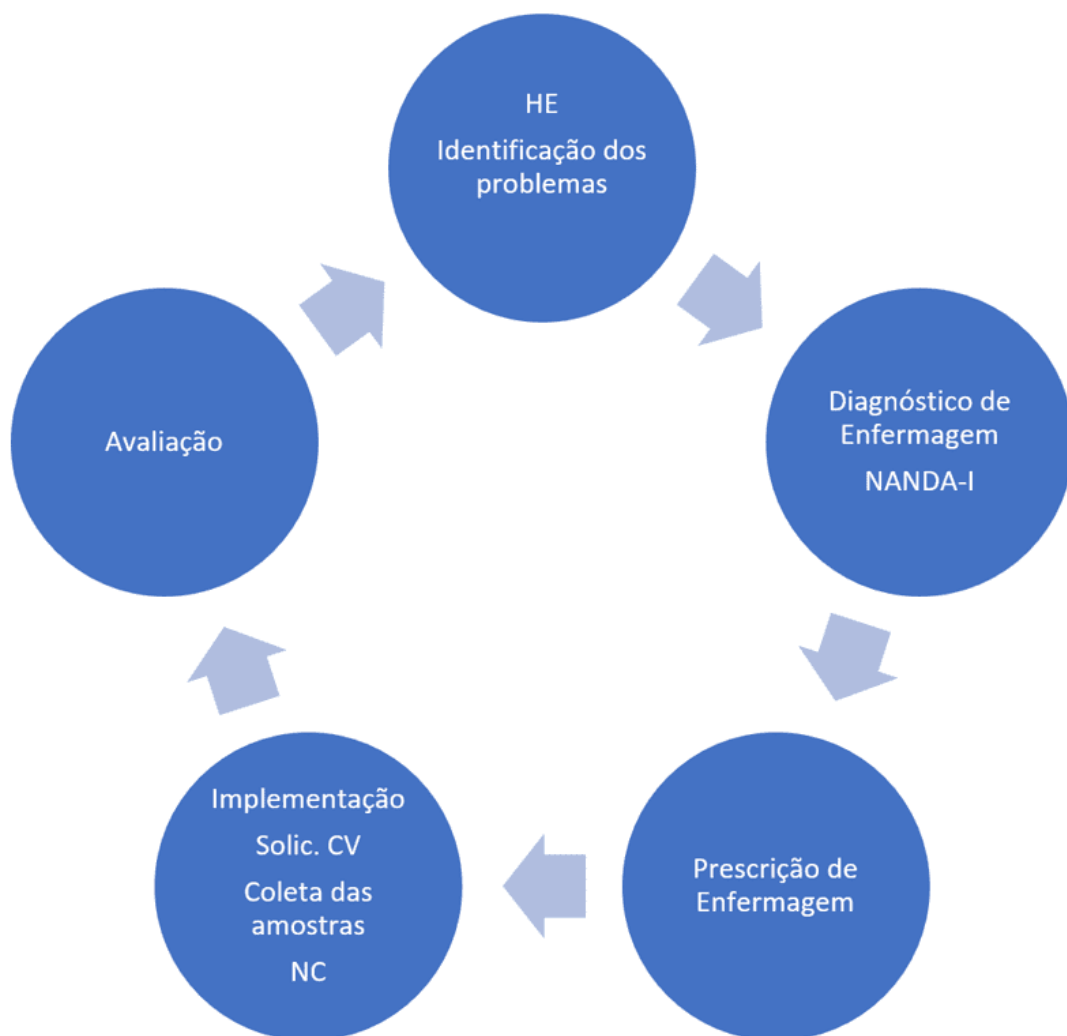 HE
Identificação dos
problemas
Diagnóstico de
Enfermagem
NANDA-I
Prescrição de
Enfermagem
Implementação
Solic. CV
Coleta das
amostras
NC
Avaliação